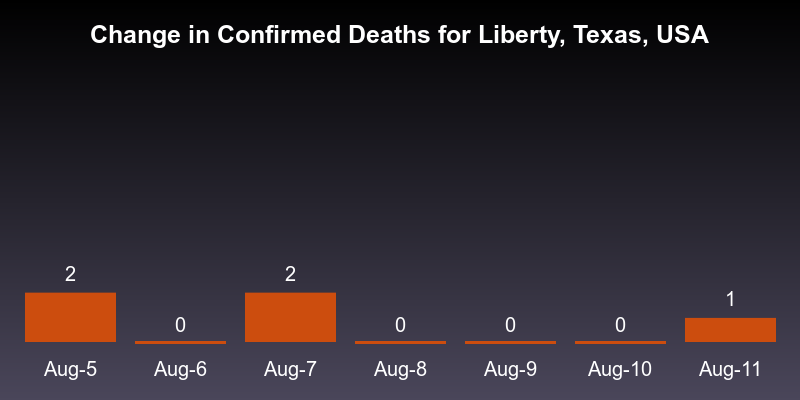 Change in Confirmed Deaths for Liberty, Texas, USA
2 0 2 0 0 0 1
Aug-5 Aug-6 Aug-7 Aug-8 Aug-9 Aug-10 Aug-11